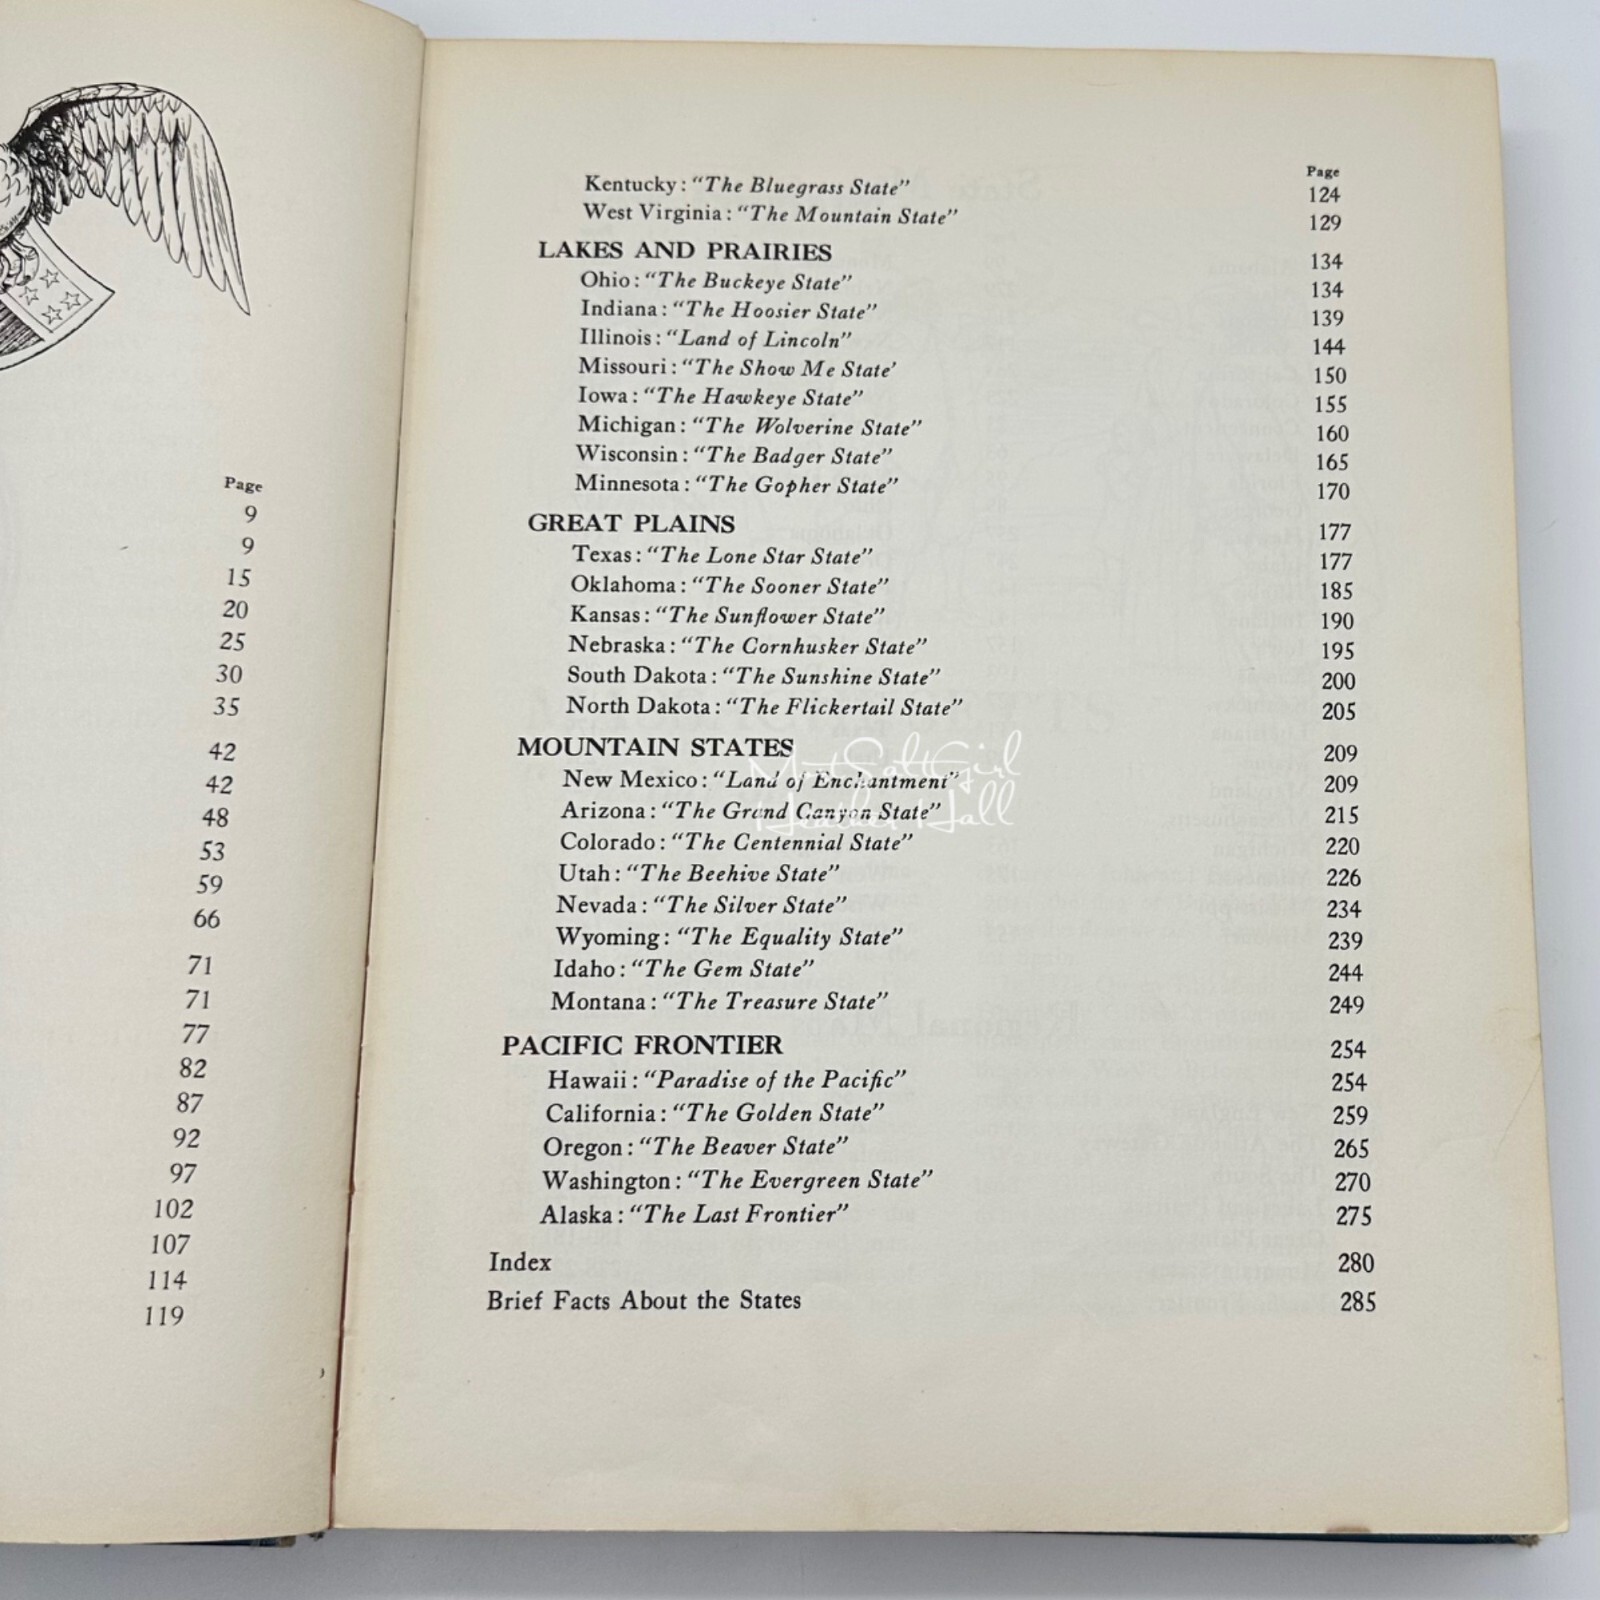 Page
9
9
15
20
25
30
35
42
42
48
53
59
66
71
71
77
82
87
92
97
102
107
114
119
Page
Kentucky: "The Bluegrass State" 124
West Virginia: "The Mountain State" 129
LAKES AND PRAIRIES 134
Ohio: "The Buckeye State" 134
Indiana: "The Hoosier State" 139
Illinois: "Land of Lincoln" 144
Missouri: "The Show Me State' 150
Iowa: "The Hawkeye State" 155
Michigan: "The Wolverine State" 160
Wisconsin: "The Badger State" 165
Minnesota: "The Gopher State" 170
GREAT PLAINS 177
Texas: "The Lone Star State" 177
Oklahoma: "The Sooner State" 185
Kansas: "The Sunflower State" 190
Nebraska: "The Cornhusker State" 195
South Dakota: "The Sunshine State" 200
North Dakota: "The Flickertail State" 205
MOUNTAIN STATES 209
New Mexico: "Land of Enchantment" 209
Arizona: "The Grand Canyon State" 215
Colorado: "The Centennial State" 220
Utah: "The Beehive State" 226
Nevada: "The Silver State" 234
Wyoming: "The Equality State" 239
Idaho: "The Gem State" 244
Montana: "The Treasure State" 249
PACIFIC FRONTIER 254
Hawaii: "Paradise of the Pacific" 254
California: "The Golden State" 259
Oregon: "The Beaver State" 265
Washington: "The Evergreen State" 270
Alaska: "The Last Frontier" 275
Index 280
Brief Facts About the States 285
Heather Hall